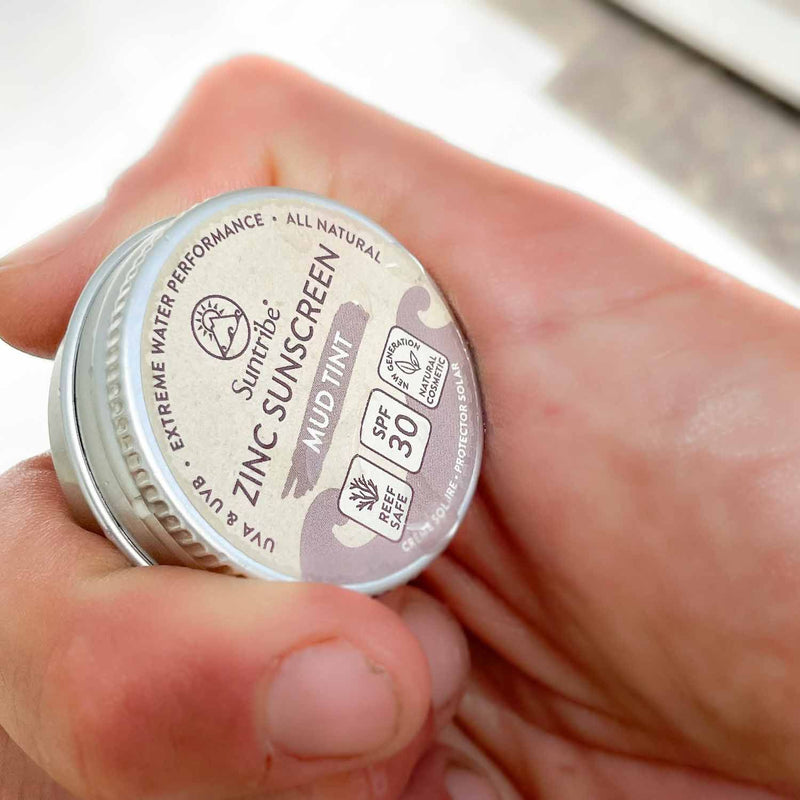 UVA & UVB • EXTREME WATER PERFORMANCE • ALL NATURAL
Suntribe®
ZINC SUNSCREEN
MUD TINT
NEW GENERATION
NATURAL
COSMETIC
SPF
30
REEF
SAFE
SOLAIRE • PROTECTOR SOLAR